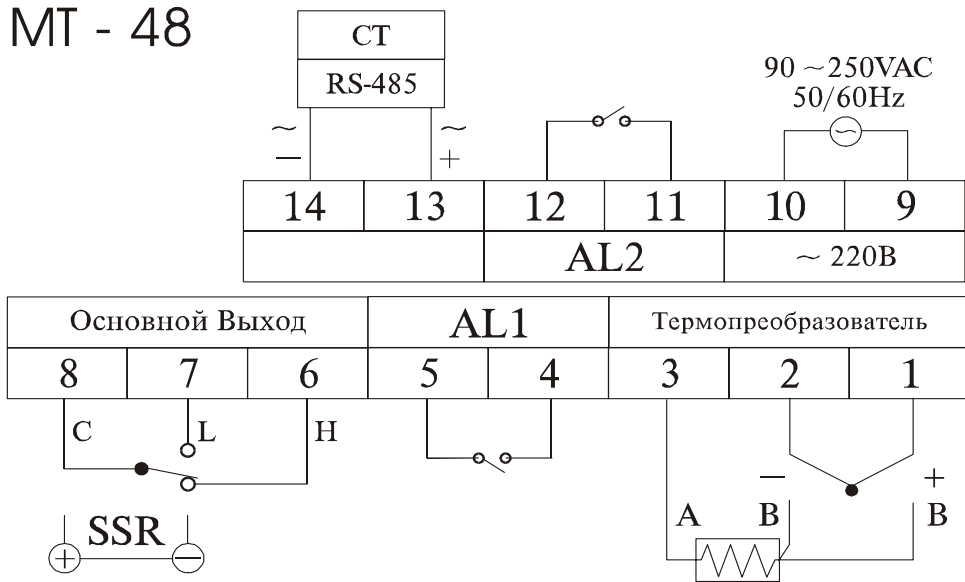 MT - 48
CT
RS-485
~ ~
− +
90 ~250VAC
50/60Hz
14 13 12 11 10 9
AL2 ~ 220В
Основной Выход AL1 Термопреобразователь
8 7 6 5 4 3 2 1
C L H
− +
A B B
SSR
+ −